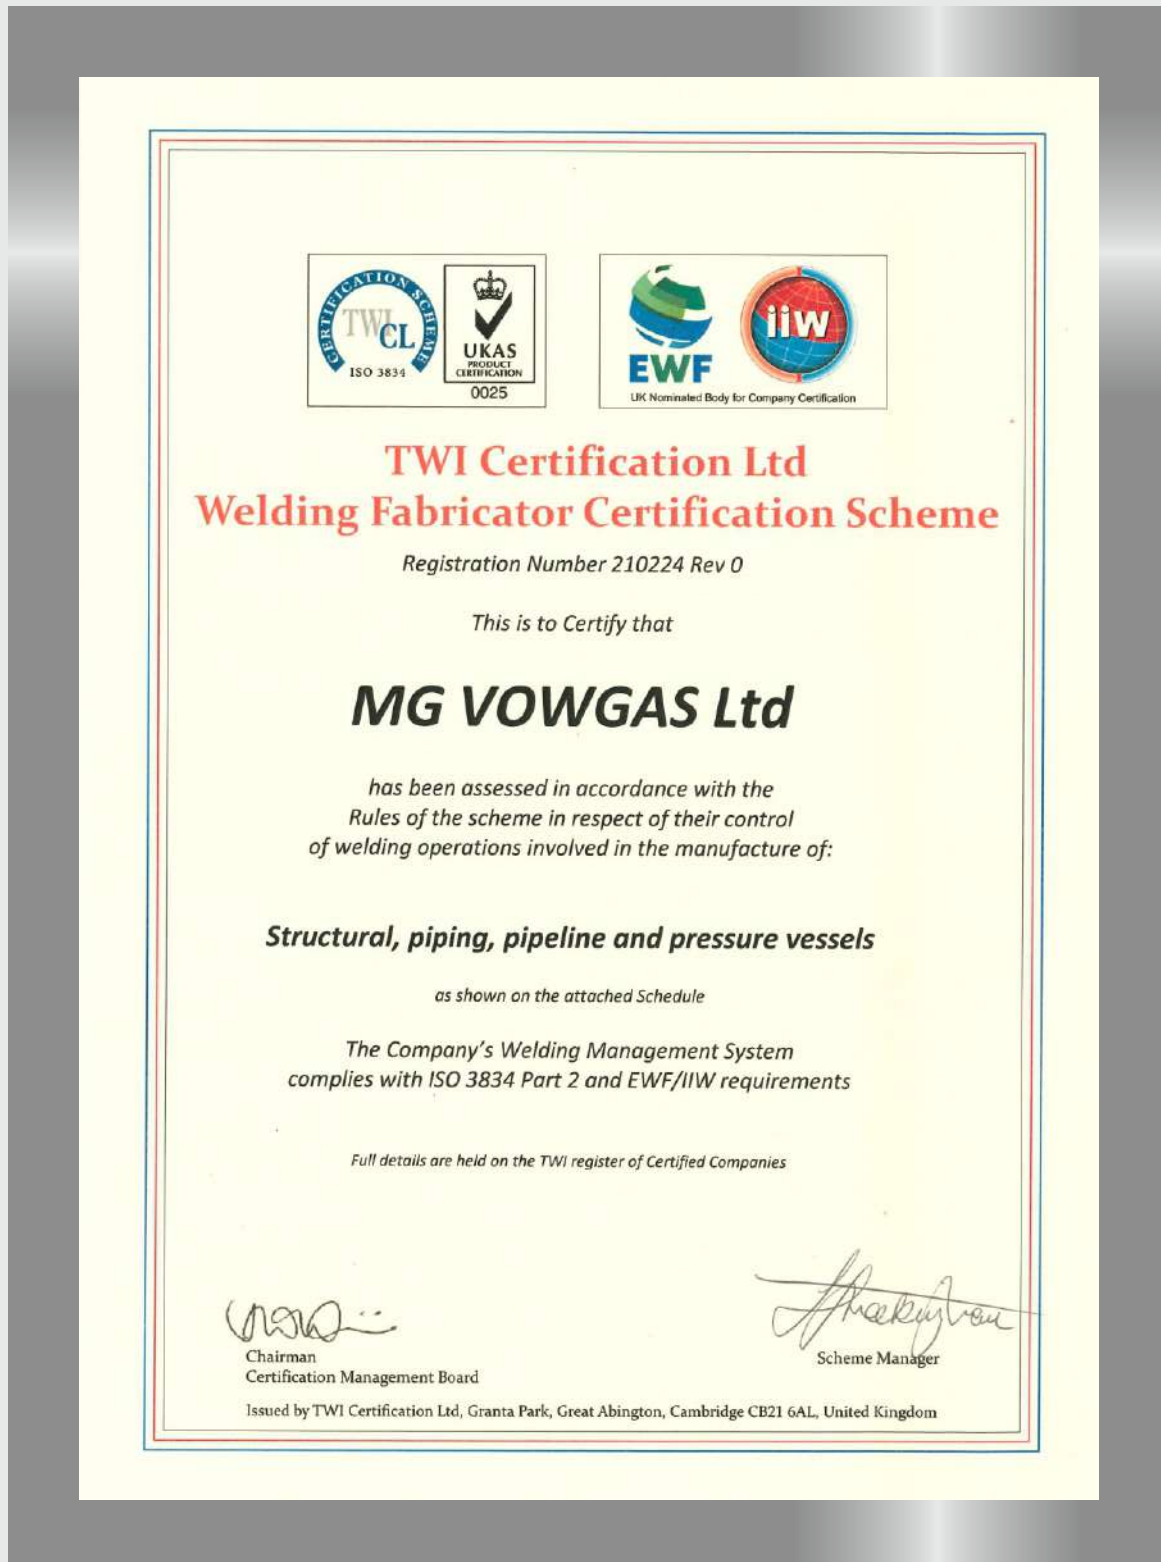 CERTIFICATION SCHEME
TWI
CL
ISO 3834
UKAS
PRODUCT
CERTIFICATION
0025
EWF
iiw
UK Nominated Body for Company Certification
TWI Certification Ltd
Welding Fabricator Certification Scheme
Registration Number 210224 Rev 0
This is to Certify that
MG VOWGAS Ltd
has been assessed in accordance with the
Rules of the scheme in respect of their control
of welding operations involved in the manufacture of:
Structural, piping, pipeline and pressure vessels
as shown on the attached Schedule
The Company's Welding Management System
complies with ISO 3834 Part 2 and EWF/IIW requirements
Full details are held on the TWI register of Certified Companies
Chairman
Certification Management Board
Scheme Manager
Issued by TWI Certification Ltd, Granta Park, Great Abington, Cambridge CB21 6AL, United Kingdom